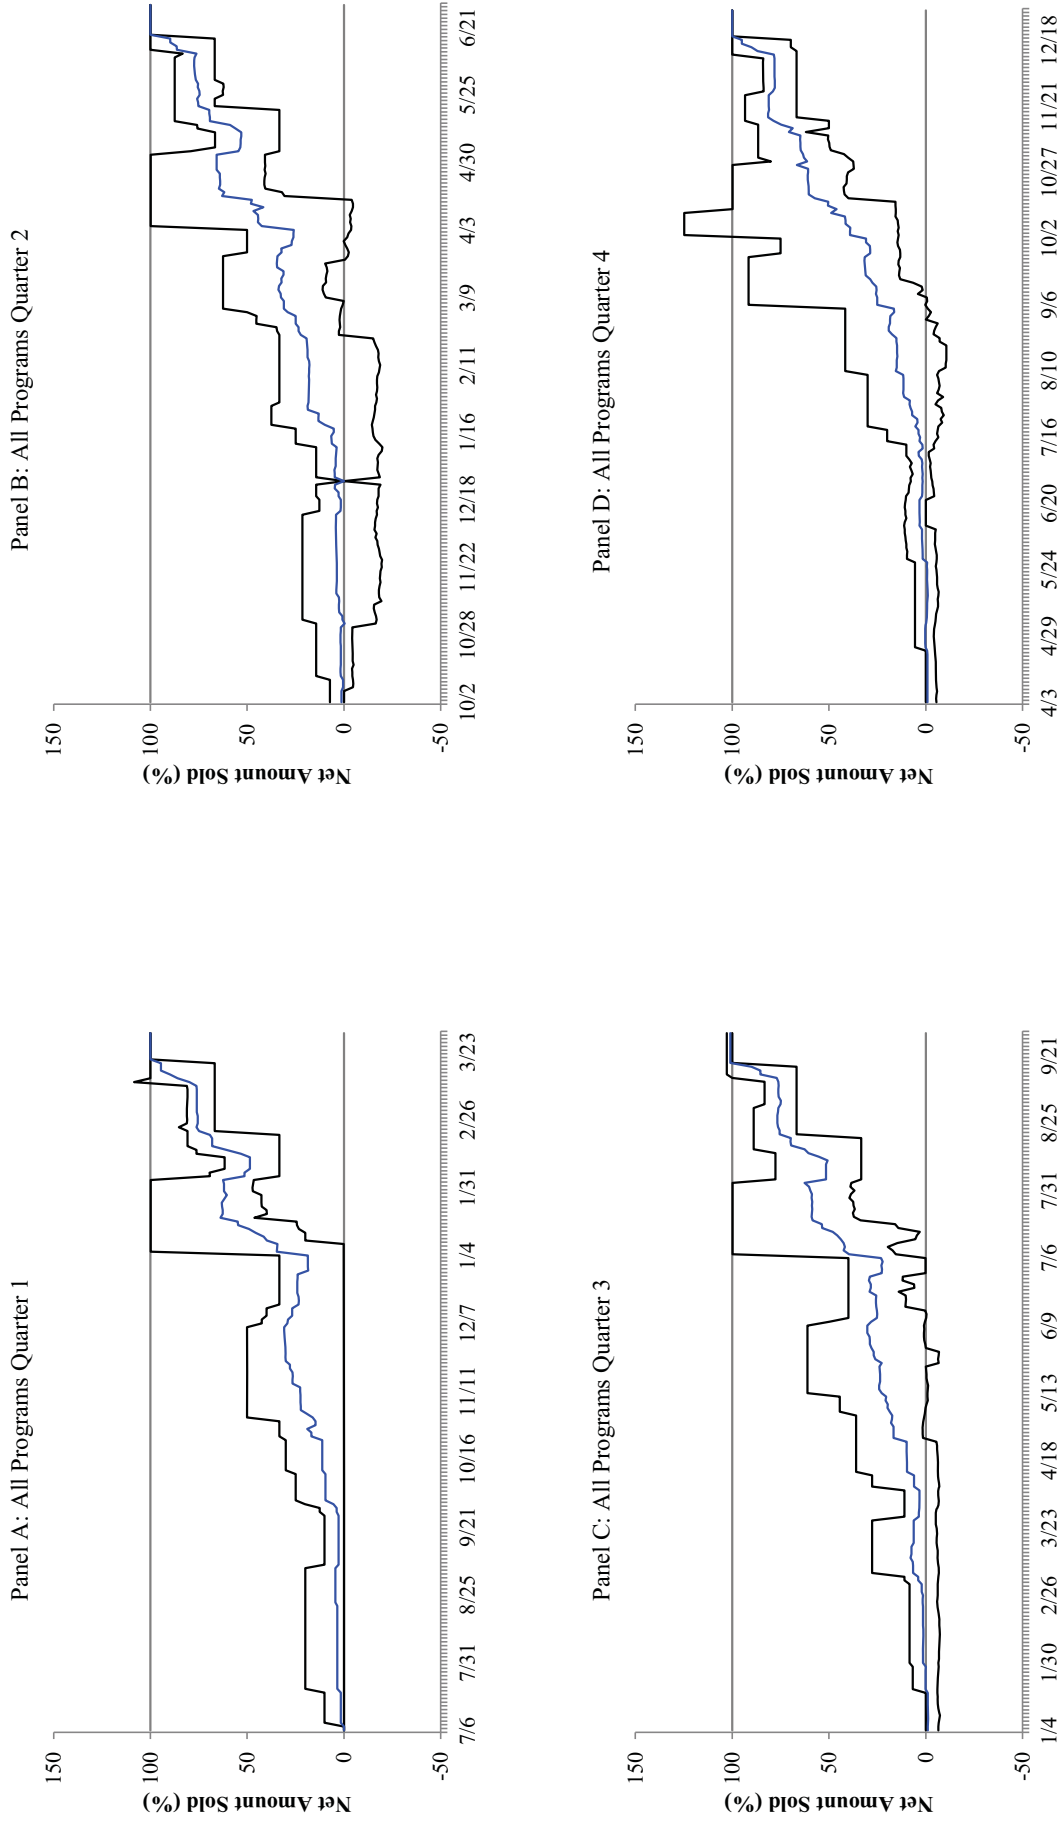 Panel A: All Programs Quarter 1
Net Amount Sold (%)
150
100
50
0
-50
7/6 7/31 8/25 9/21 10/16 11/11 12/7 1/4 1/31 2/26 3/23
Panel B: All Programs Quarter 2
Net Amount Sold (%)
150
100
50
0
-50
10/2 10/28 11/22 12/18 1/16 2/11 3/9 4/3 4/30 5/25 6/21
Panel C: All Programs Quarter 3
Net Amount Sold (%)
150
100
50
0
-50
1/4 1/30 2/26 3/23 4/18 5/13 6/9 7/6 7/31 8/25 9/21
Panel D: All Programs Quarter 4
Net Amount Sold (%)
150
100
50
0
-50
4/3 4/29 5/24 6/20 7/16 8/10 9/6 10/2 10/27 11/21 12/18